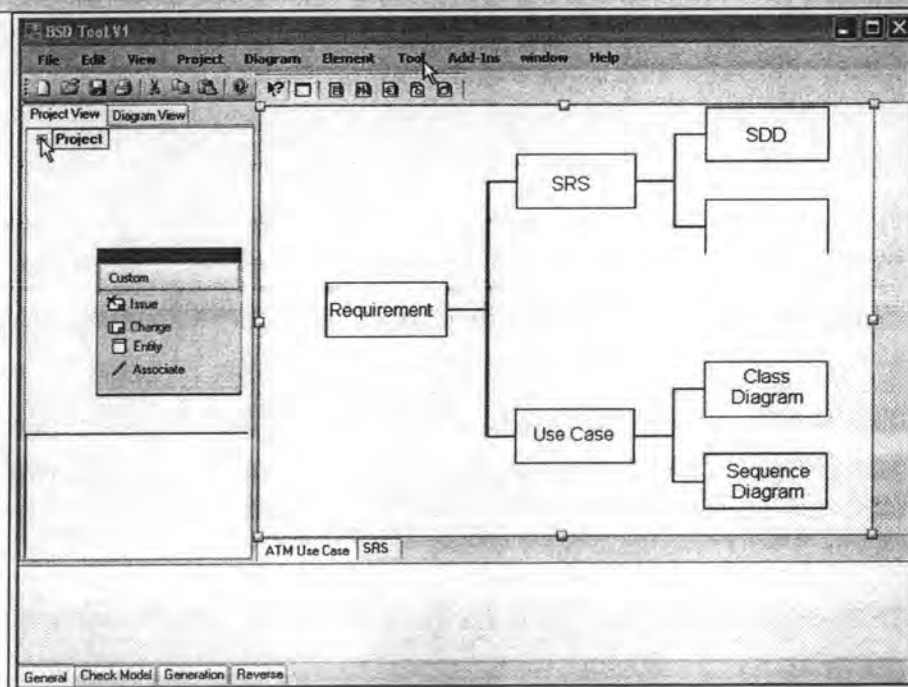 BSD Tool V1
File Edit View Project Diagram Element Tool Add-Ins window Help
Project View Diagram View
Project
Custom
Issue
Change
Entity
Associate
SDD
SRS
Requirement
Class
Diagram
Use Case
Sequence
Diagram
ATM Use Case SRS
General Check Model Generation Reverse